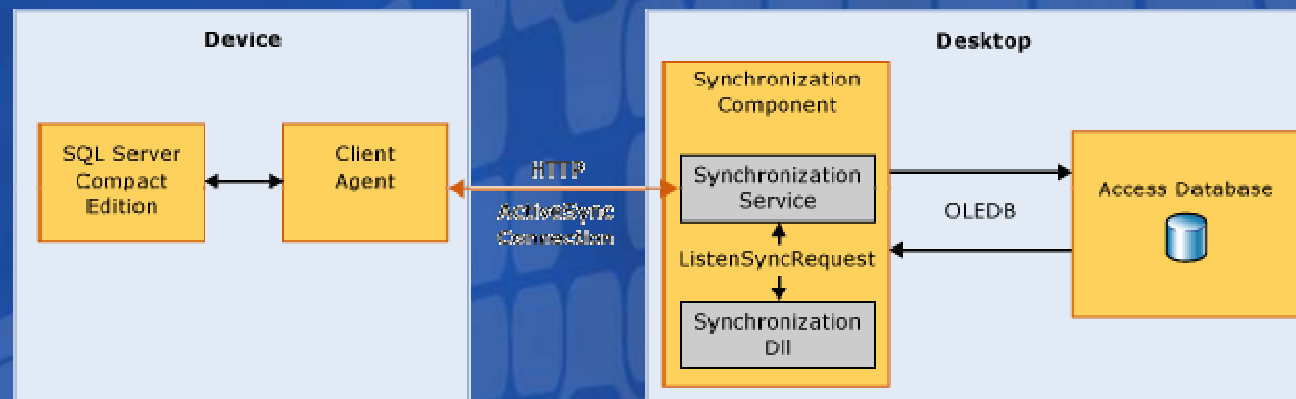 Device
SQL Server
Compact
Edition
Client
Agent
HTTP
ActiveSync
Connection
Desktop
Synchronization
Component
Synchronization
Service
ListenSyncRequest
Synchronization
Dll
OLEDB
Access Database